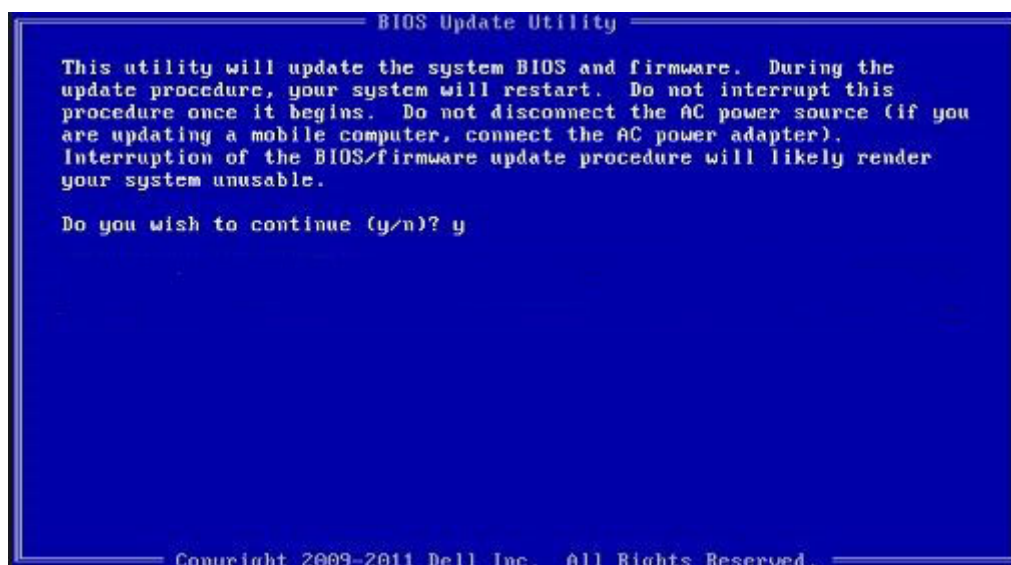 BIOS Update Utility
This utility will update the system BIOS and firmware. During the
update procedure, your system will restart. Do not interrupt this
procedure once it begins. Do not disconnect the AC power source (if you
are updating a mobile computer, connect the AC power adapter).
Interruption of the BIOS/firmware update procedure will likely render
your system unusable.
Do you wish to continue (y/n)? y
Copyright 2009-2011 Dell Inc. All Rights Reserved.